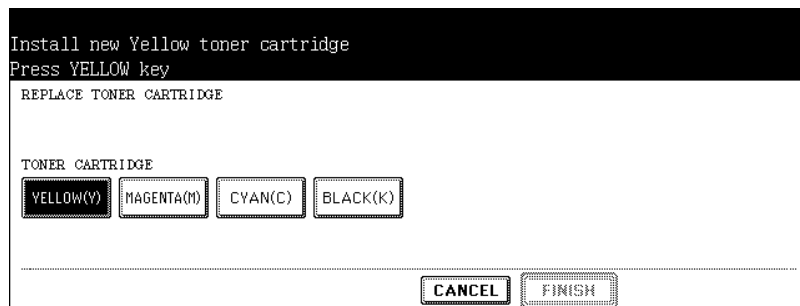 Install new Yellow toner cartridge
Press YELLOW key
REPLACE TONER CARTRIDGE
TONER CARTRIDGE
YELLOW(Y) MAGENTA(M) CYAN(C) BLACK(K)
CANCEL FINISH